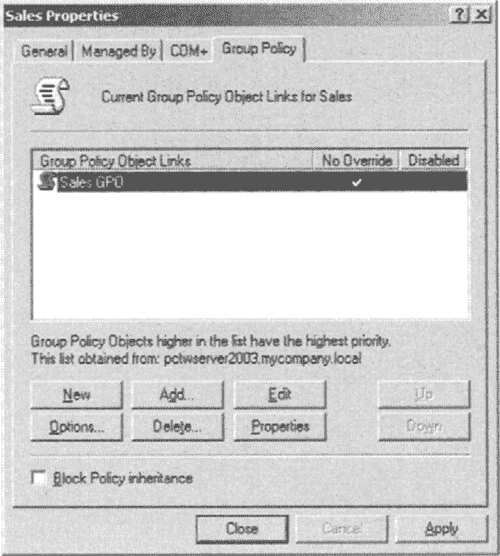 Sales Properties
General Managed By COM+ Group Policy
Current Group Policy Object Links for Sales
Group Policy Object Links No Override Disabled
Sales GPO
Group Policy Objects higher in the list have the highest priority.
This list obtained from: pctwserver2003.mycompany.local
New Add... Edit Up
Options... Delete... Properties Down
Block Policy inheritance
Close Cancel Apply